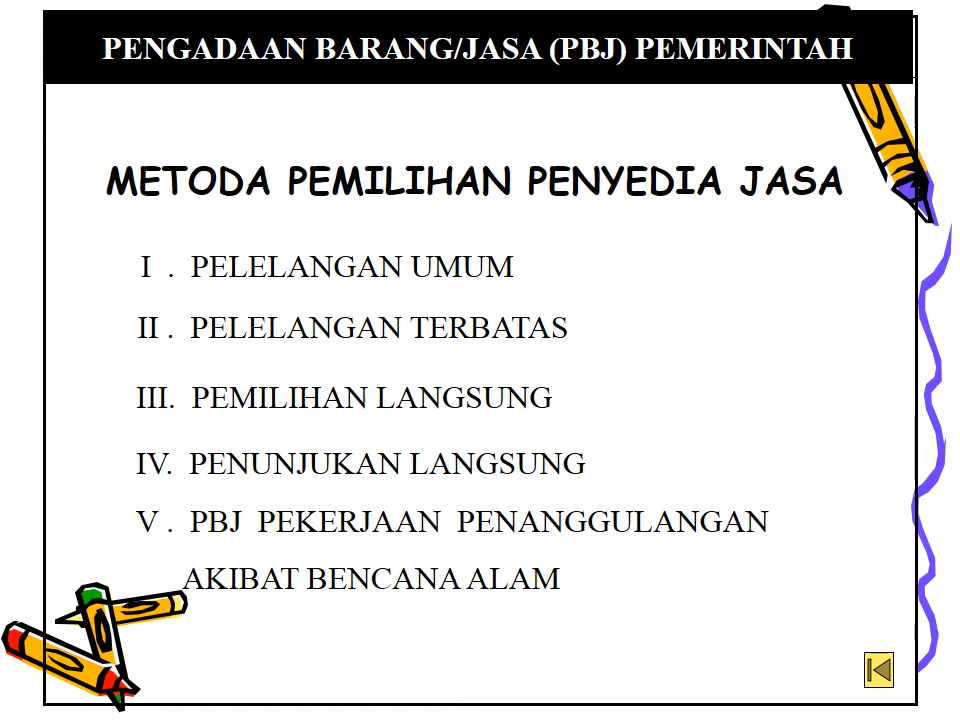 PENGADAAN BARANG/JASA (PBJ) PEMERINTAH
METODA PEMILIHAN PENYEDIA JASA
I . PELELANGAN UMUM
II . PELELANGAN TERBATAS
III. PEMILIHAN LANGSUNG
IV. PENUNJUKAN LANGSUNG
V . PBJ PEKERJAAN PENANGGULANGAN
AKIBAT BENCANA ALAM